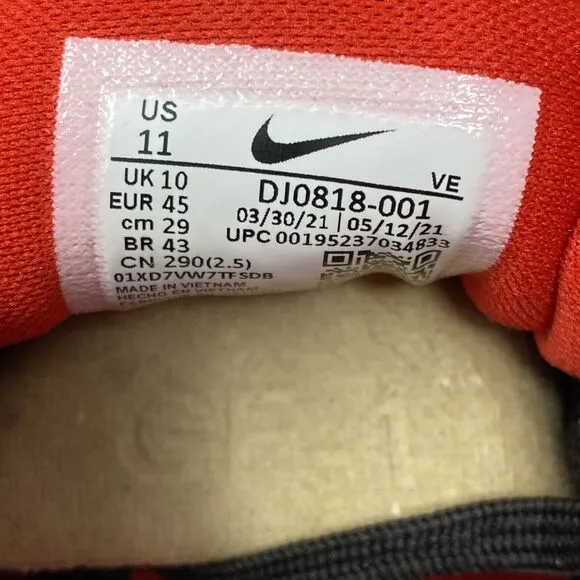 US
11
UK 10
EUR 45
cm 29
BR 43
CN 290(2.5)
01XD7VW7TFSDB
MADE IN VIETNAM
HECHO EN VIETNAM
VE
DJ0818-001
03/30/21 | 05/12/21
UPC 00195237034833